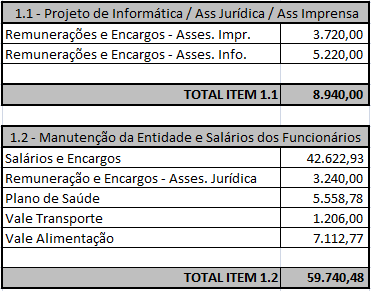 1.1 - Projeto de Informática / Ass Jurídica / Ass Imprensa
Remunerações e Encargos - Asses. Impr. 3.720,00
Remunerações e Encargos - Asses. Info. 5.220,00
TOTAL ITEM 1.1 8.940,00
1.2 - Manutenção da Entidade e Salários dos Funcionários
Salários e Encargos 42.622,93
Remuneração e Encargos - Asses. Jurídica 3.240,00
Plano de Saúde 5.558,78
Vale Transporte 1.206,00
Vale Alimentação 7.112,77
TOTAL ITEM 1.2 59.740,48